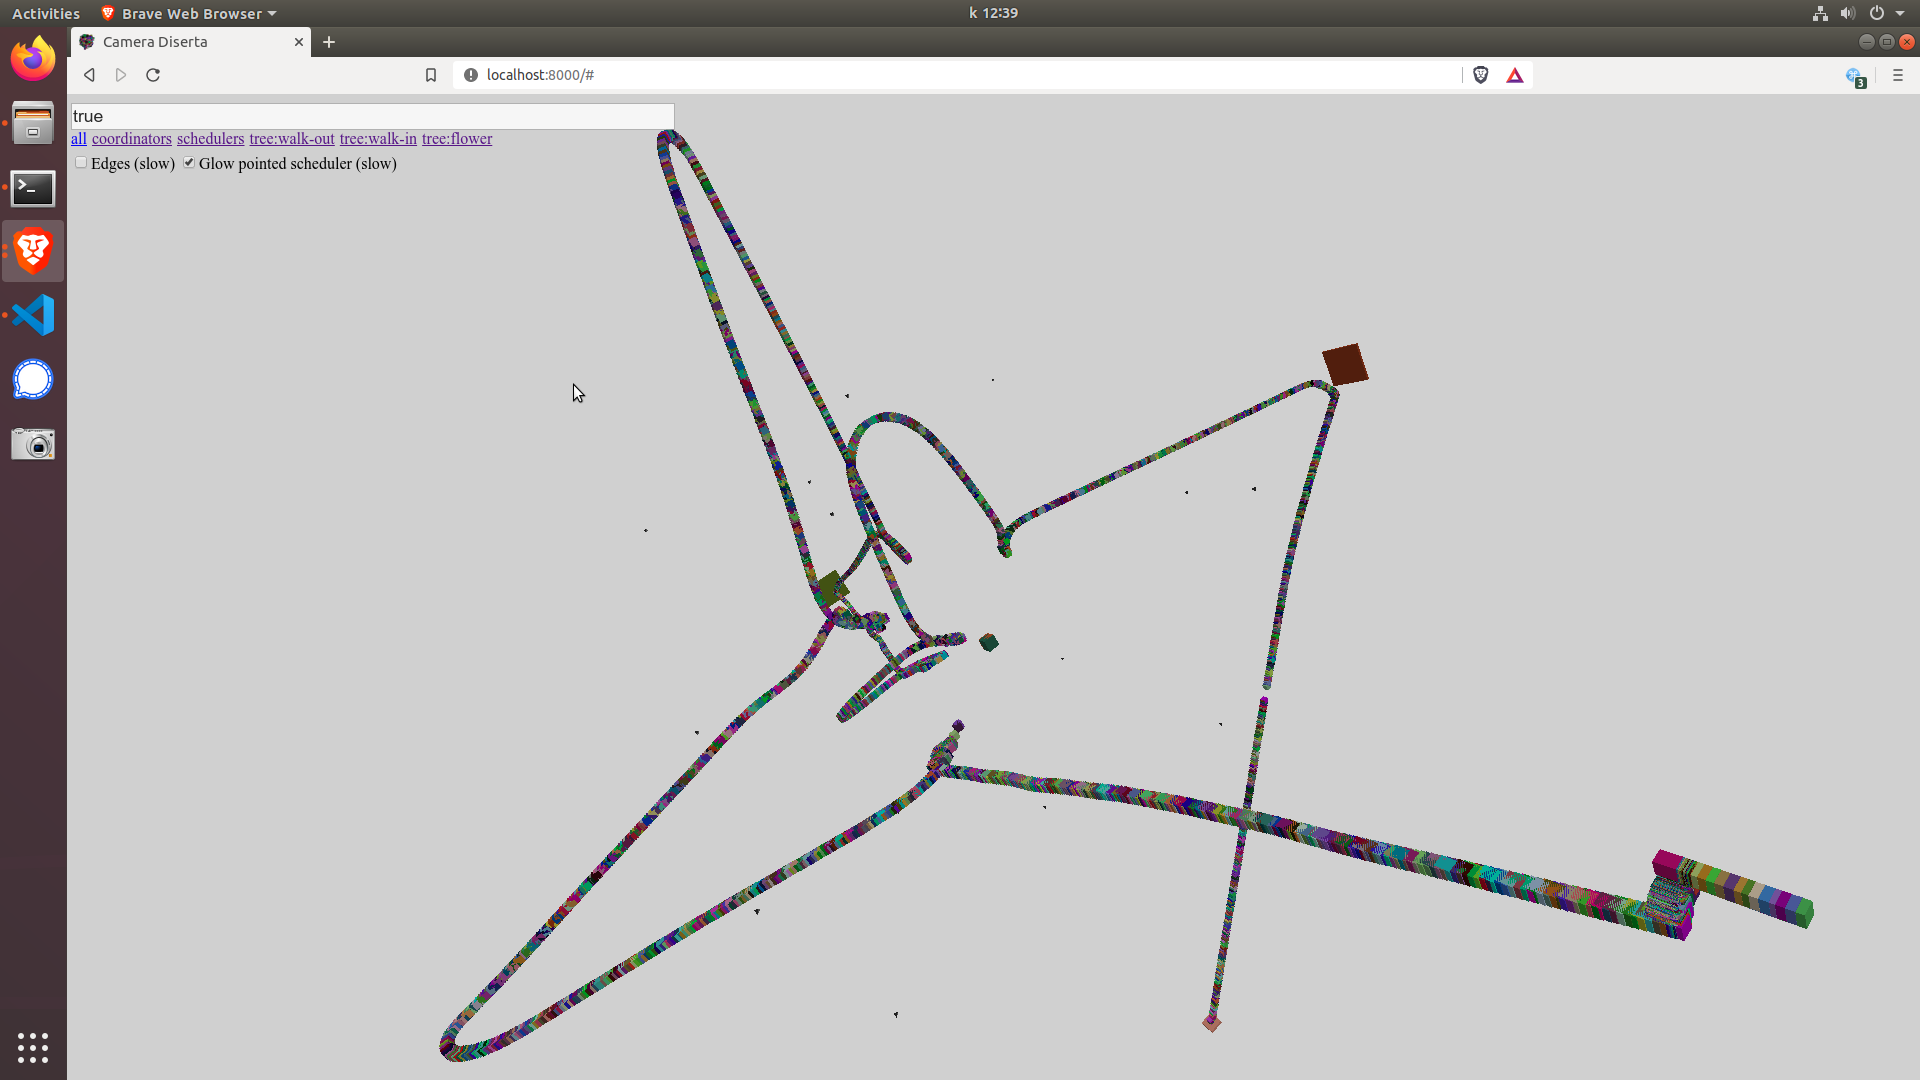 Activities Brave Web Browser k 12:39
Camera Diserta
localhost:8000/#
3
true
all coordinators schedulers tree:walk-out tree:walk-in tree:flower
Edges (slow) Glow pointed scheduler (slow)